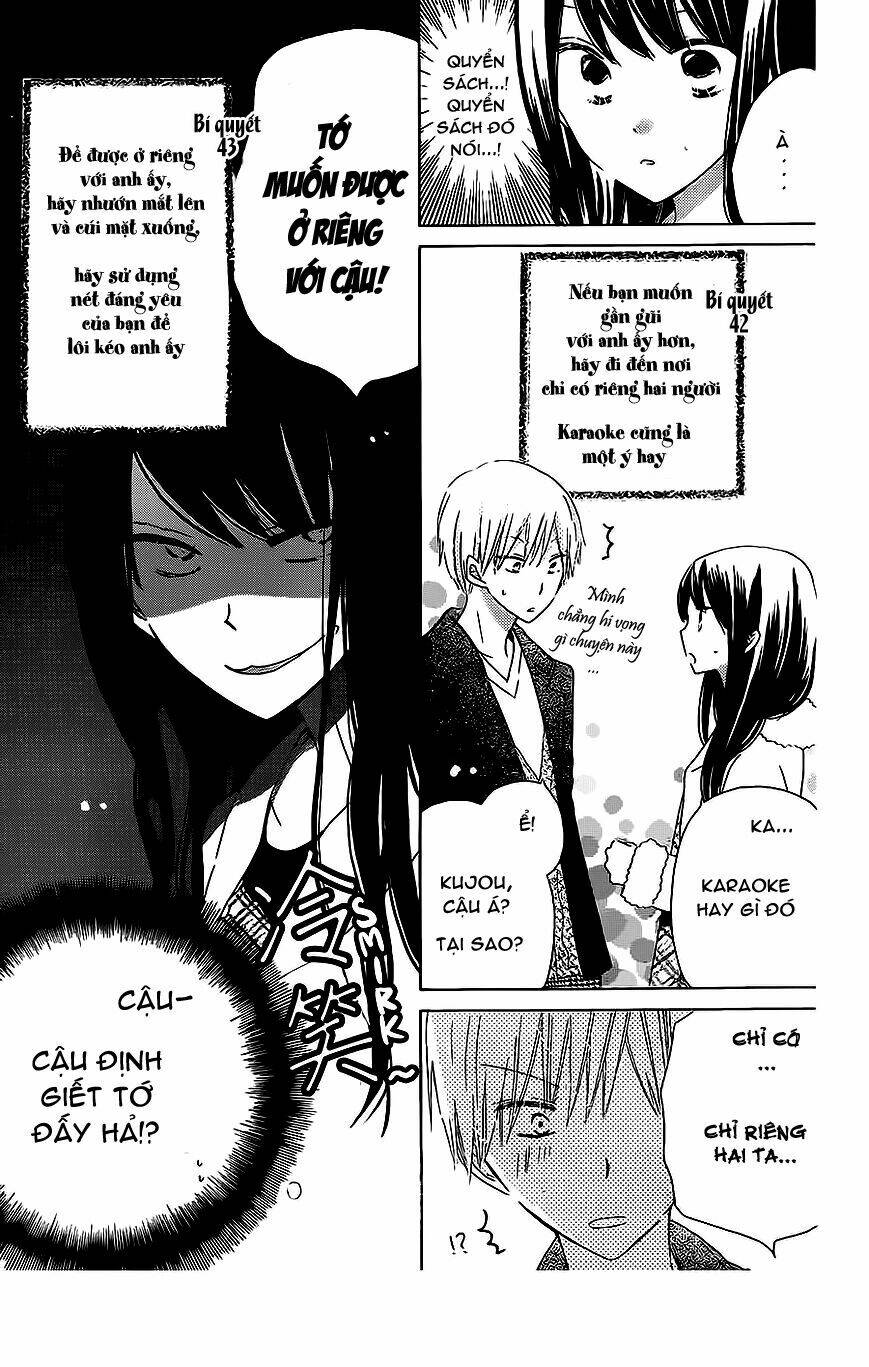 À
...
QUYỂN
SÁCH...!
QUYỂN
SÁCH ĐÓ
NÓI...!
Bí quyết
42
Nếu bạn muốn
gần gũi
với anh ấy hơn,
hãy đi đến nơi
chỉ có riêng hai người
Karaoke cũng là
một ý hay
Mình
chẳng hi vọng
gì chuyện này
...
KA...
KARAOKE
HAY GÌ ĐÓ
Ể!
KUJOU,
CẬU Á?
TẠI SAO?
CHỈ CÓ
...
CHỈ RIÊNG
HAI TA...
!?
TỚ
MUỐN ĐƯỢC
Ở RIÊNG
VỚI CẬU!
Bí quyết
43
Để được ở riêng
với anh ấy,
hãy nhướn mắt lên
và cúi mặt xuống,
hãy sử dụng
nét đáng yêu
của bạn để
lôi kéo anh ấy
冷笑
SMIRK~
CẬU-
CẬU ĐỊNH
GIẾT TỚ
ĐẤY HẢ!?